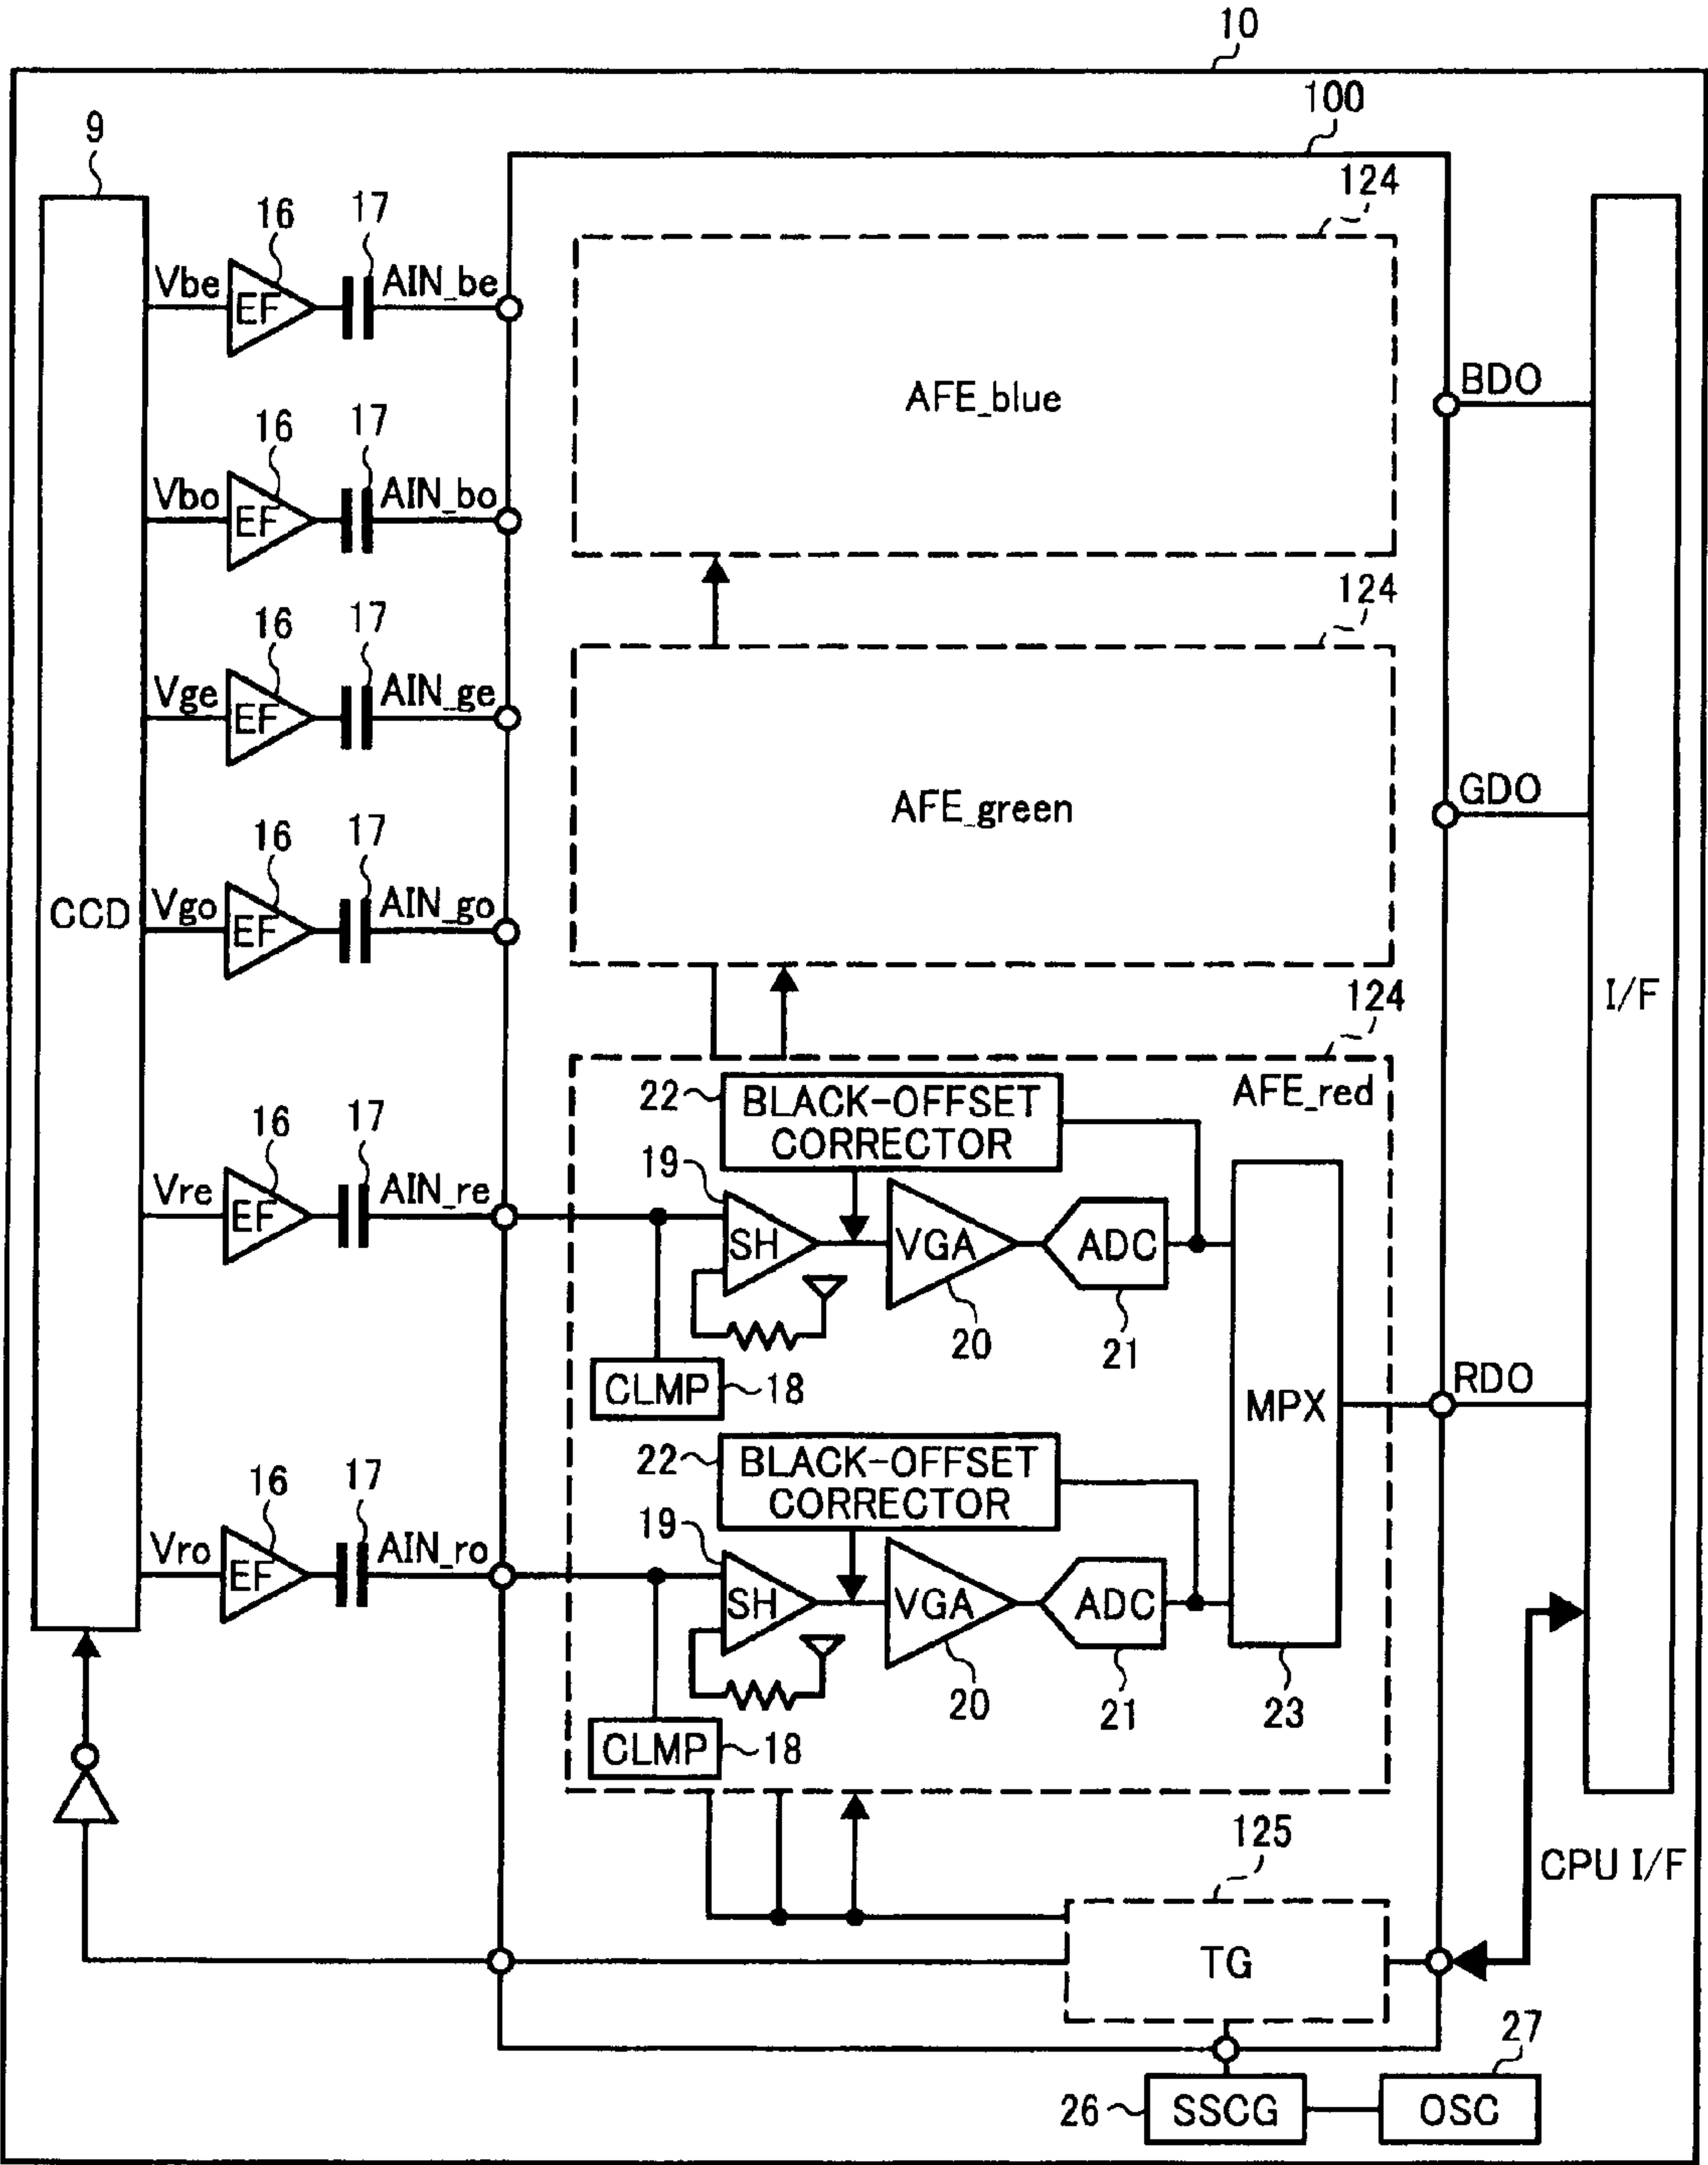 10
100
9
124
16
17
Vbe
EF
AIN_be
BDO
AFE_blue
16
17
Vbo
EF
AIN_bo
124
16
17
Vge
EF
AIN_ge
GDO
AFE_green
16
17
CCD
Vgo
EF
AIN_go
I/F
124
AFE_red
22
BLACK-OFFSET
CORRECTOR
16
17
19
Vre
EF
AIN_re
SH
VGA
ADC
20
21
CLMP
18
RDO
MPX
22
BLACK-OFFSET
CORRECTOR
16
17
19
Vro
EF
AIN_ro
SH
VGA
ADC
20
21
23
CLMP
18
125
CPU I/F
TG
27
26
SSCG
OSC